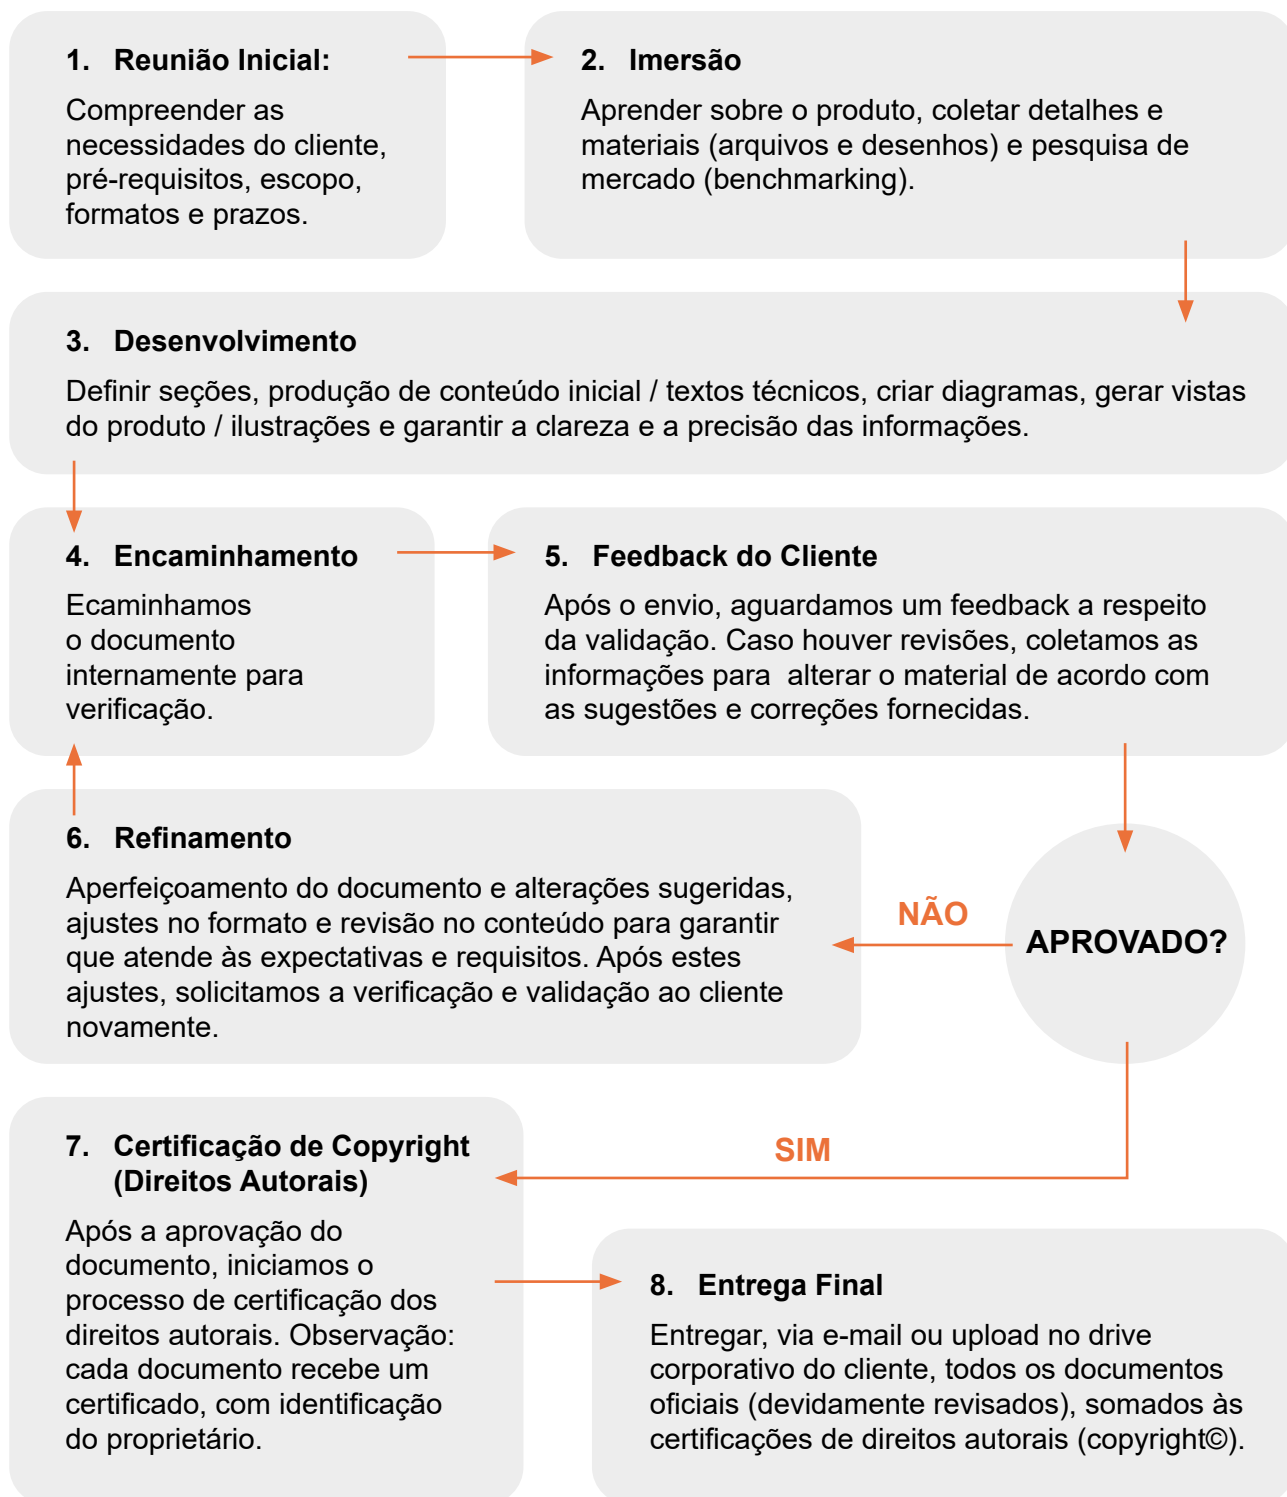 1. Reunião Inicial:
Compreender as
necessidades do cliente,
pré-requisitos, escopo,
formatos e prazos.
2. Imersão
Aprender sobre o produto, coletar detalhes e
materiais (arquivos e desenhos) e pesquisa de
mercado (benchmarking).
3. Desenvolvimento
Definir seções, produção de conteúdo inicial / textos técnicos, criar diagramas, gerar vistas
do produto / ilustrações e garantir a clareza e a precisão das informações.
4. Encaminhamento
Ecaminhamos
o documento
internamente para
verificação.
5. Feedback do Cliente
Após o envio, aguardamos um feedback a respeito
da validação. Caso houver revisões, coletamos as
informações para  alterar o material de acordo com
as sugestões e correções fornecidas.
6. Refinamento
Aperfeiçoamento do documento e alterações sugeridas,
ajustes no formato e revisão no conteúdo para garantir
que atende às expectativas e requisitos. Após estes
ajustes, solicitamos a verificação e validação ao cliente
novamente.
NÃO
APROVADO?
SIM
7. Certificação de Copyright
(Direitos Autorais)
Após a aprovação do
documento, iniciamos o
processo de certificação dos
direitos autorais. Observação:
cada documento recebe um
certificado, com identificação
do proprietário.
8. Entrega Final
Entregar, via e-mail ou upload no drive
corporativo do cliente, todos os documentos
oficiais (devidamente revisados), somados às
certificações de direitos autorais (copyright©).